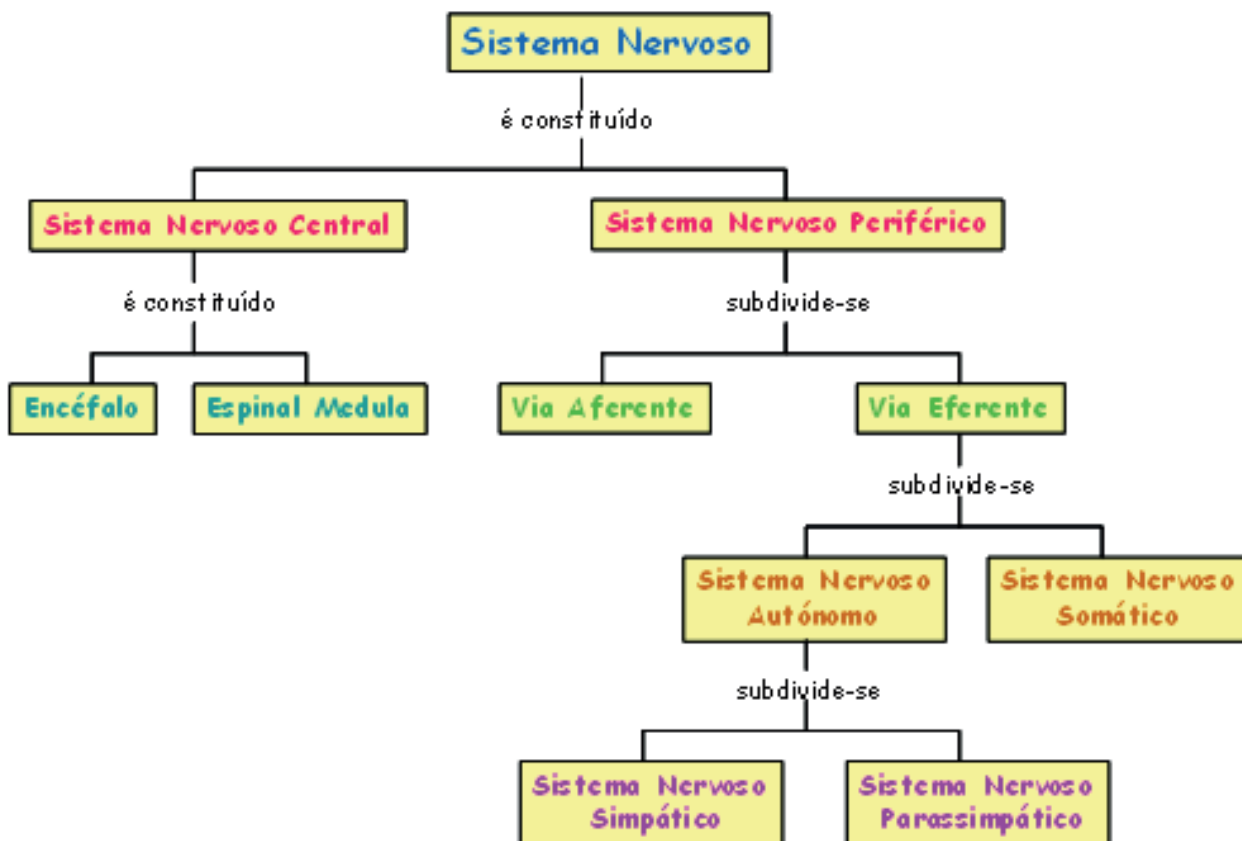 Sistema Nervoso
é constituído
Sistema Nervoso Central
Sistema Nervoso Periférico
é constituído
subdivide-se
Encéfalo
Espinal Medula
Via Aferente
Via Eferente
subdivide-se
Sistema Nervoso
Autónomo
Sistema Nervoso
Somático
subdivide-se
Sistema Nervoso
Simpático
Sistema Nervoso
Parassimpático